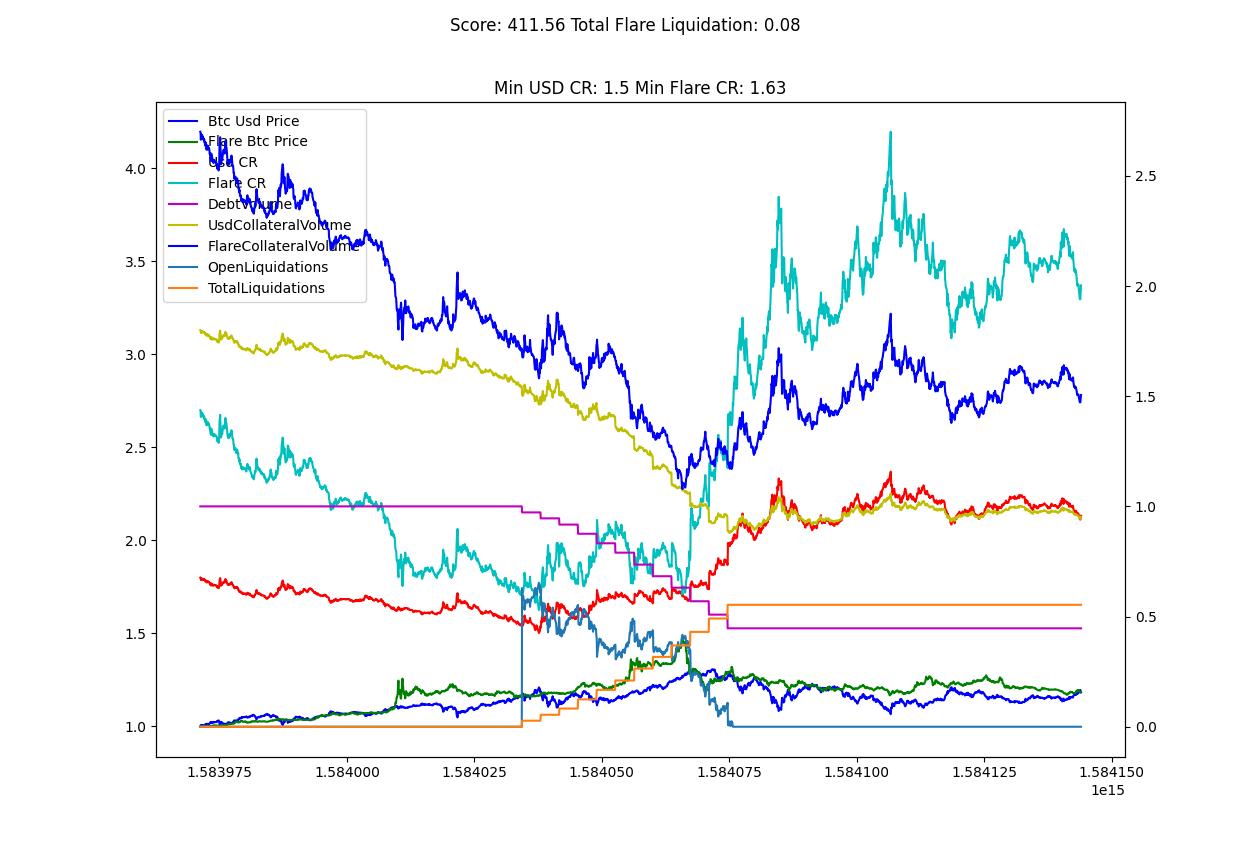 Score: 411.56 Total Flare Liquidation: 0.08
Min USD CR: 1.5 Min Flare CR: 1.63
Btc Usd Price
Flare Btc Price
Usd CR
Flare CR
DebtVolume
UsdCollateralVolume
FlareCollateralVolume
OpenLiquidations
TotalLiquidations
4.0
3.5
3.0
2.5
2.0
1.5
1.0
2.5
2.0
1.5
1.0
0.5
0.0
1.583975 1.584000 1.584025 1.584050 1.584075 1.584100 1.584125 1.584150
1e15